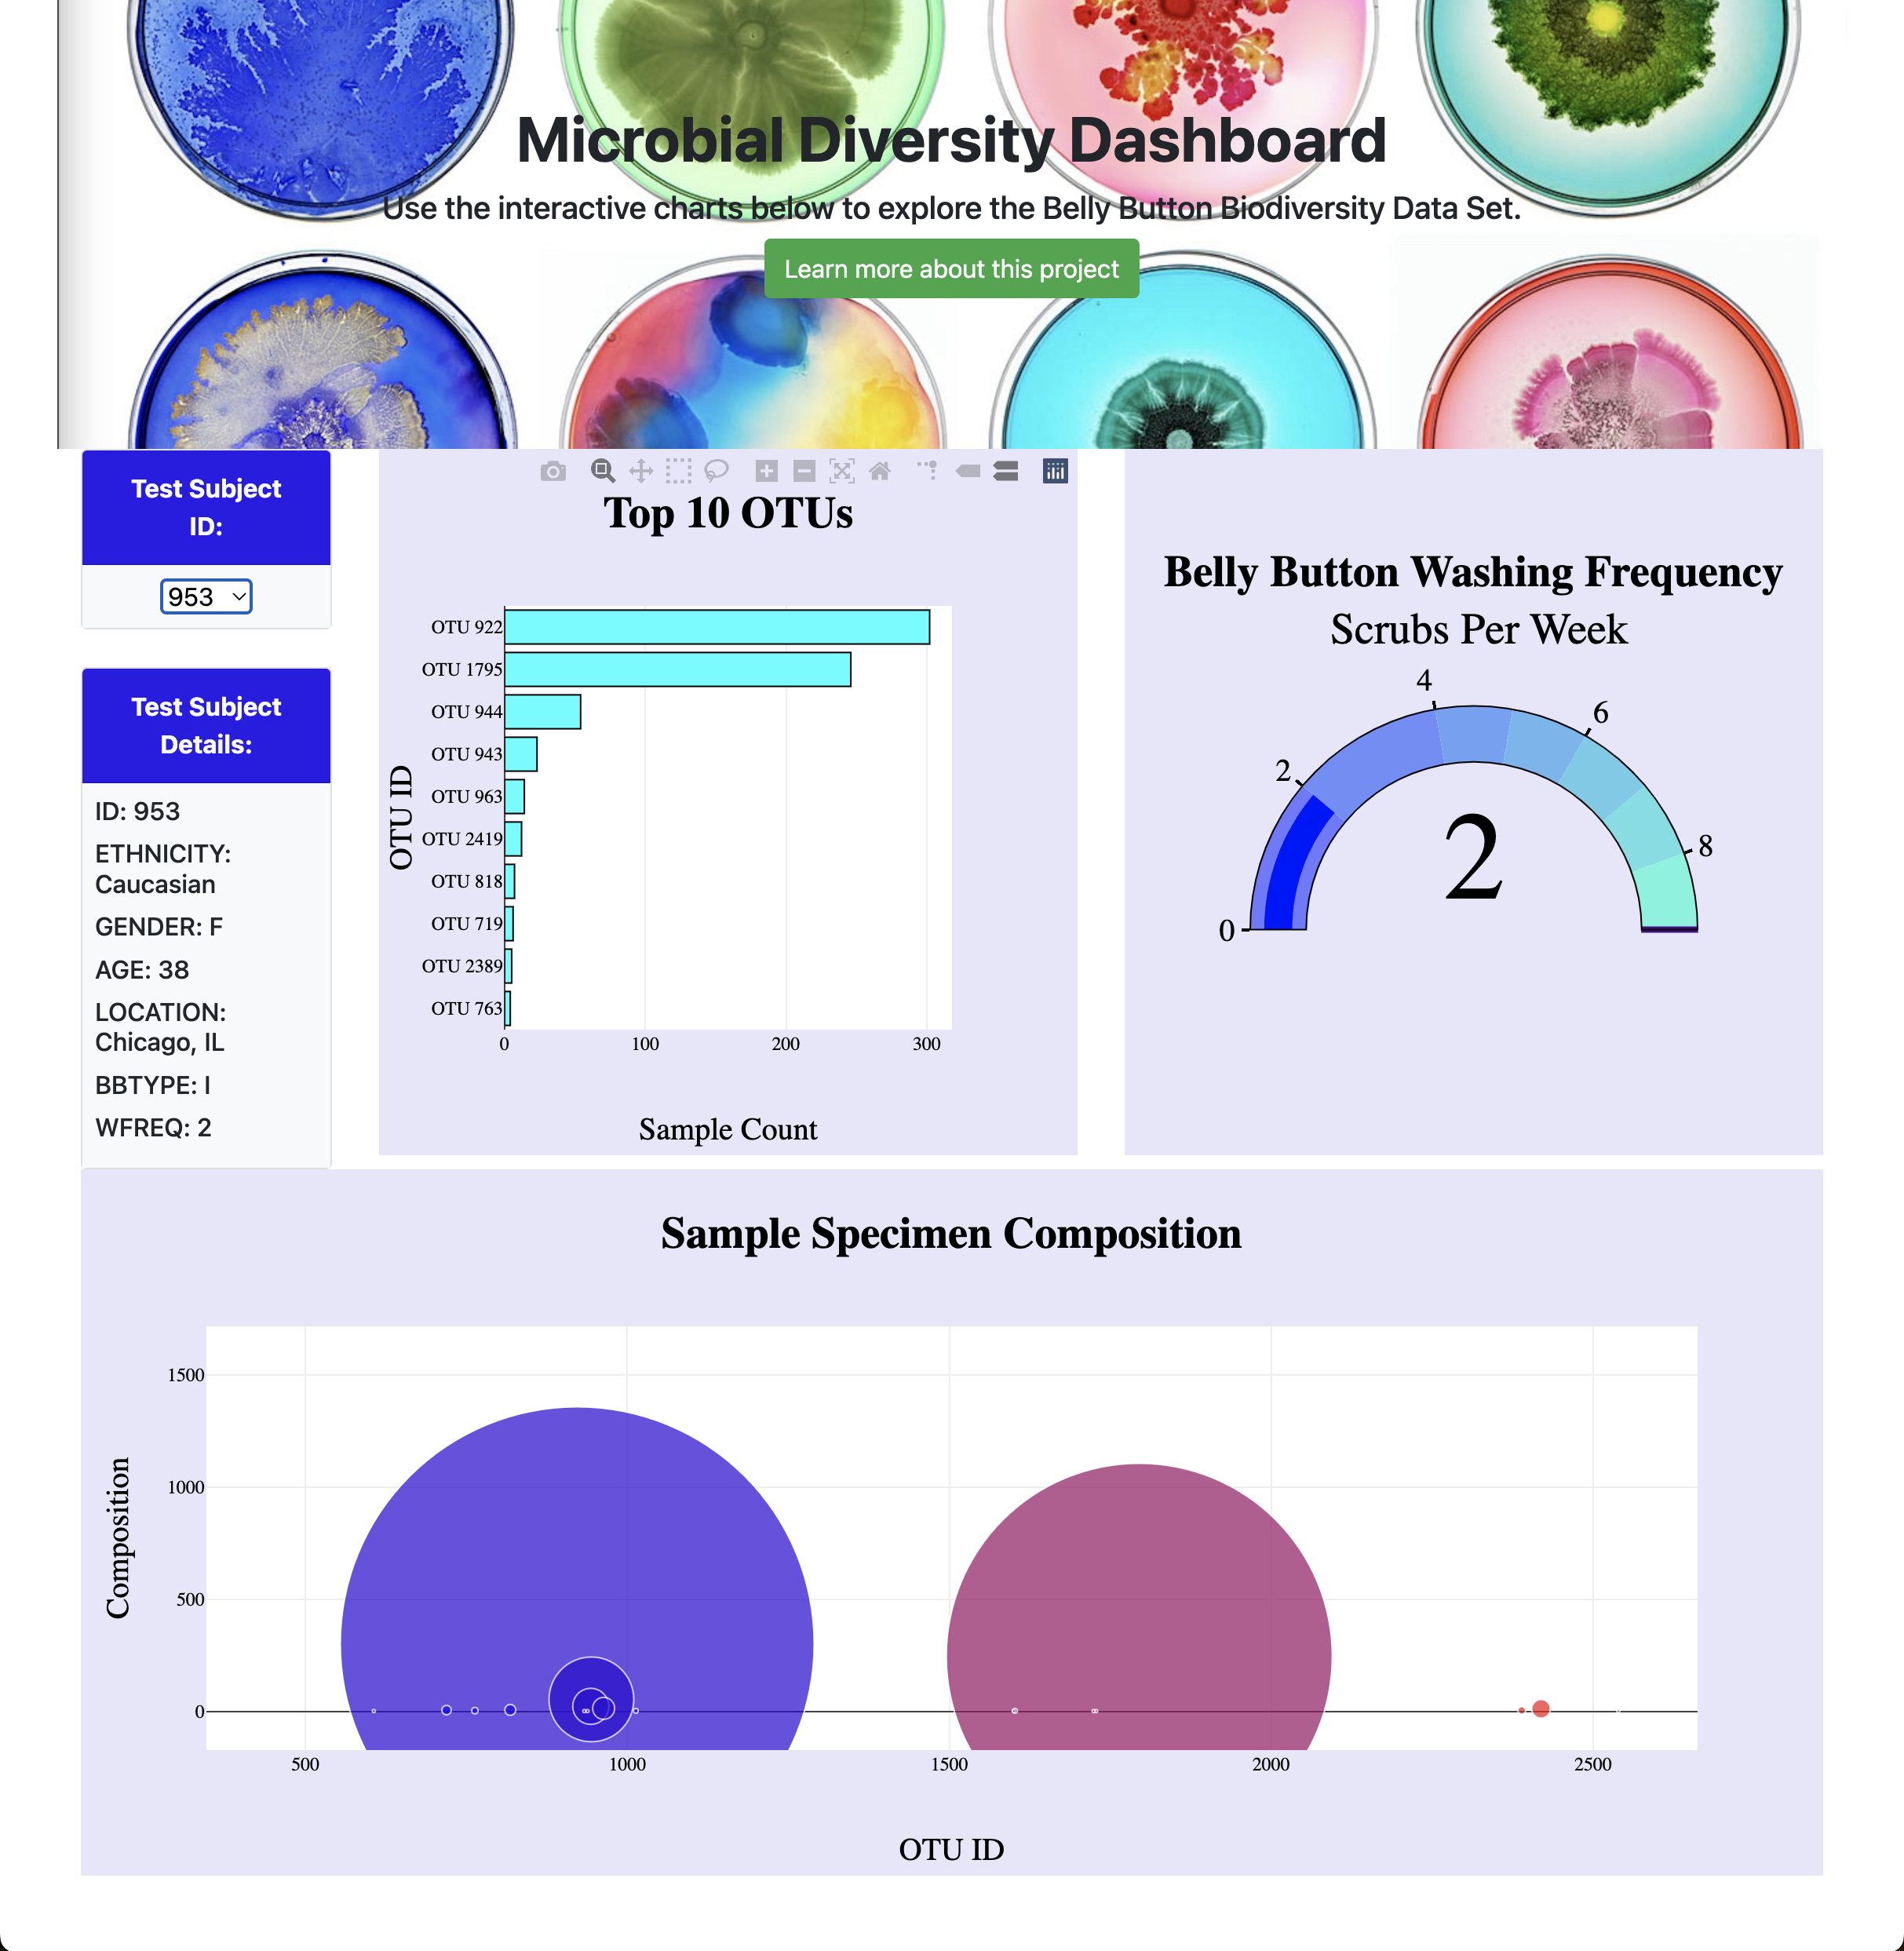 Microbial Diversity Dashboard
Use the interactive charts below to explore the Belly Button Biodiversity Data Set.
Learn more about this project
Test Subject
ID:
953
Test Subject
Details:
ID: 953
ETHNICITY:
Caucasian
GENDER: F
AGE: 38
LOCATION:
Chicago, IL
BBTYPE: I
WFREQ: 2
Top 10 OTUs
OTU ID
OTU 922
OTU 1795
OTU 944
OTU 943
OTU 963
OTU 2419
OTU 818
OTU 719
OTU 2389
OTU 763
0 100 200 300
Sample Count
Belly Button Washing Frequency
Scrubs Per Week
0
2
4
6
8
2
Sample Specimen Composition
Composition
1500
1000
500
0
500 1000 1500 2000 2500
OTU ID